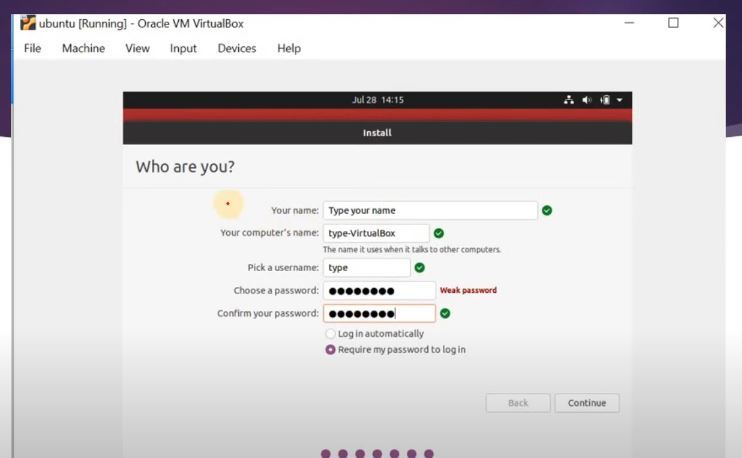 ubuntu [Running] - Oracle VM VirtualBox
File Machine View Input Devices Help
Jul 28 14:15
Install
Who are you?
Your name: Type your name
Your computer's name: type-VirtualBox
The name it uses when it talks to other computers.
Pick a username: type
Choose a password: ●●●●●●●● Weak password
Confirm your password: ●●●●●●●●
Log in automatically
Require my password to log in
Back Continue